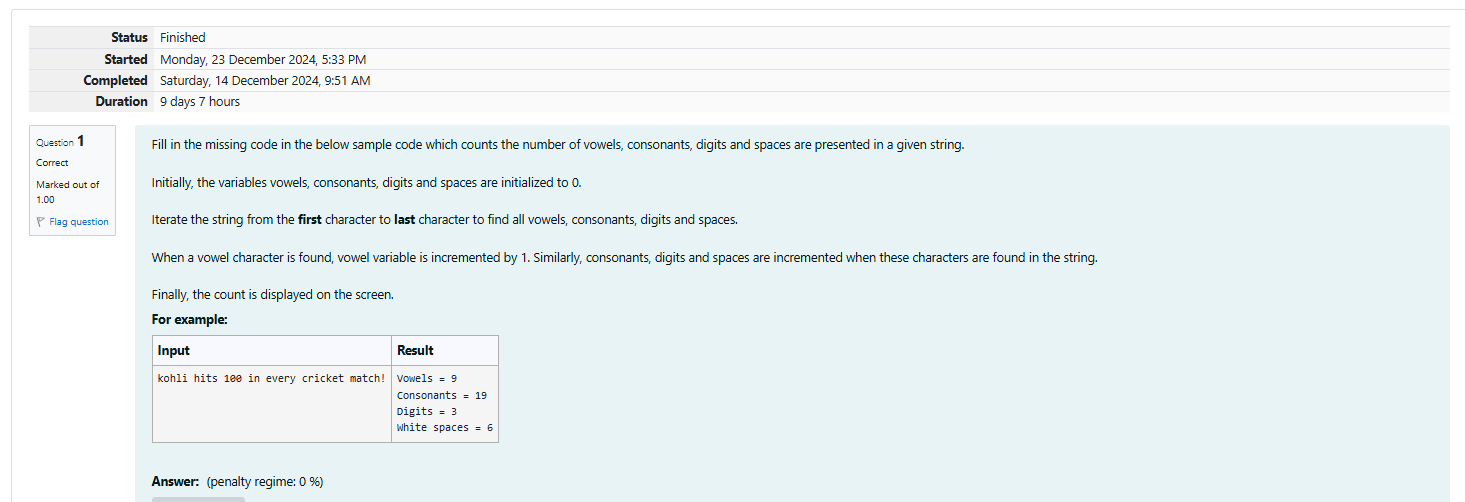 Status Finished
Started Monday, 23 December 2024, 5:33 PM
Completed Saturday, 14 December 2024, 9:51 AM
Duration 9 days 7 hours
Question 1
Correct
Marked out of
1.00
Flag question
Fill in the missing code in the below sample code which counts the number of vowels, consonants, digits and spaces are presented in a given string.
Initially, the variables vowels, consonants, digits and spaces are initialized to 0.
Iterate the string from the first character to last character to find all vowels, consonants, digits and spaces.
When a vowel character is found, vowel variable is incremented by 1. Similarly, consonants, digits and spaces are incremented when these characters are found in the string.
Finally, the count is displayed on the screen.
For example:
Input Result
kohli hits 100 in every cricket match! Vowels = 9
Consonants = 19
Digits = 3
White spaces = 6
Answer: (penalty regime: 0 %)